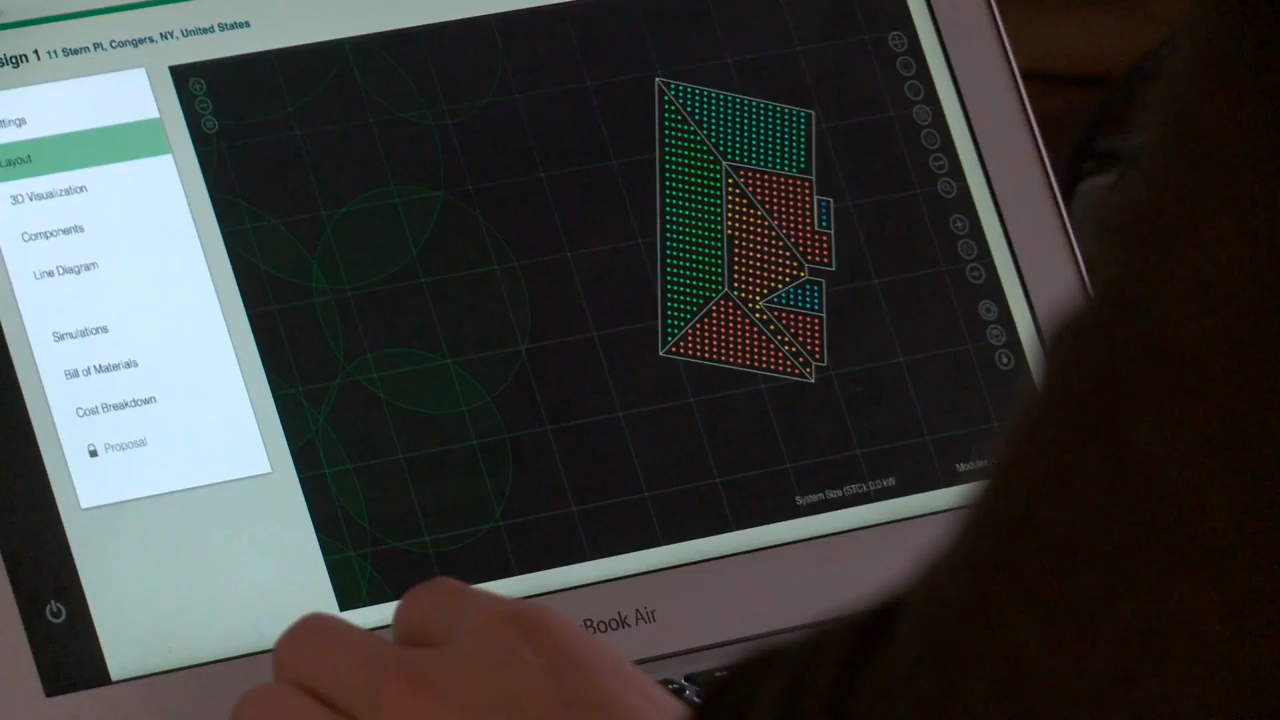 sign 1 11 Stern Pl, Congers, NY, United States
ttings
Layout
3D Visualization
Components
Line Diagram
Simulations
Bill of Materials
Cost Breakdown
Proposal
System Size (STC): 0.0 kW
Book Air